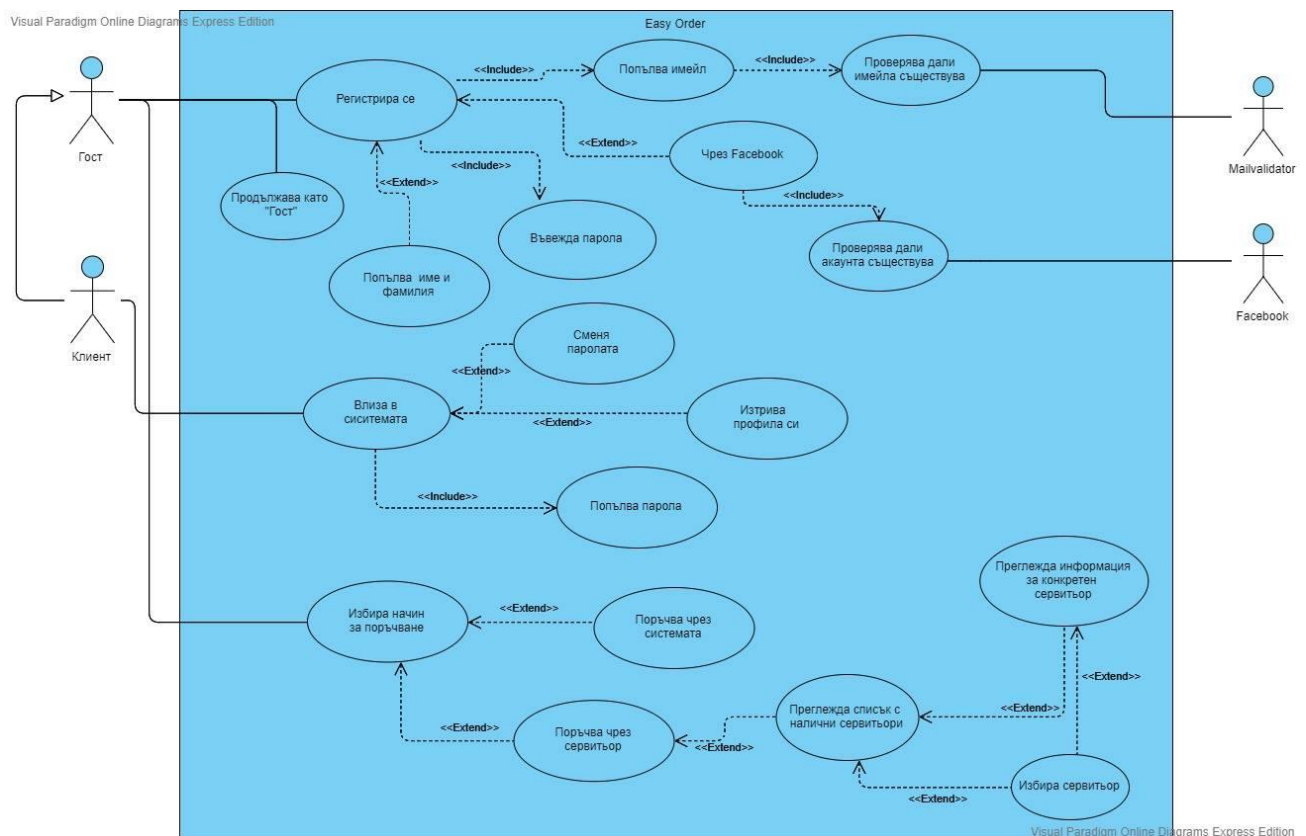 Visual Paradigm Online Diagrams Express Edition
Easy Order
<<Include>>
Попълва имейл
<<Include>>
Проверява дали
имейла съществува
Регистрира се
Гост
<<Extend>>
Чрез Facebook
Mailvalidator
<<Include>>
<<Extend>>
Продължава като
"Гост"
<<Include>>
Въвежда парола
Проверява дали
акаунта съществува
Попълва име и
фамилия
Facebook
Клиент
Сменя
паролата
<<Extend>>
Влиза в
сиситемата
Изтрива
профила си
<<Extend>>
<<Include>>
Попълва парола
Преглежда информация
за конкретен
сервитьор
Избира начин
за поръчване
<<Extend>>
Поръчва чрез
системата
<<Extend>>
Преглежда списък с
налични сервитьори
<<Extend>>
<<Extend>>
Поръчва чрез
сервитьор
<<Extend>>
<<Extend>>
Избира сервитьор
Visual Paradigm Online Diagrams Express Edition